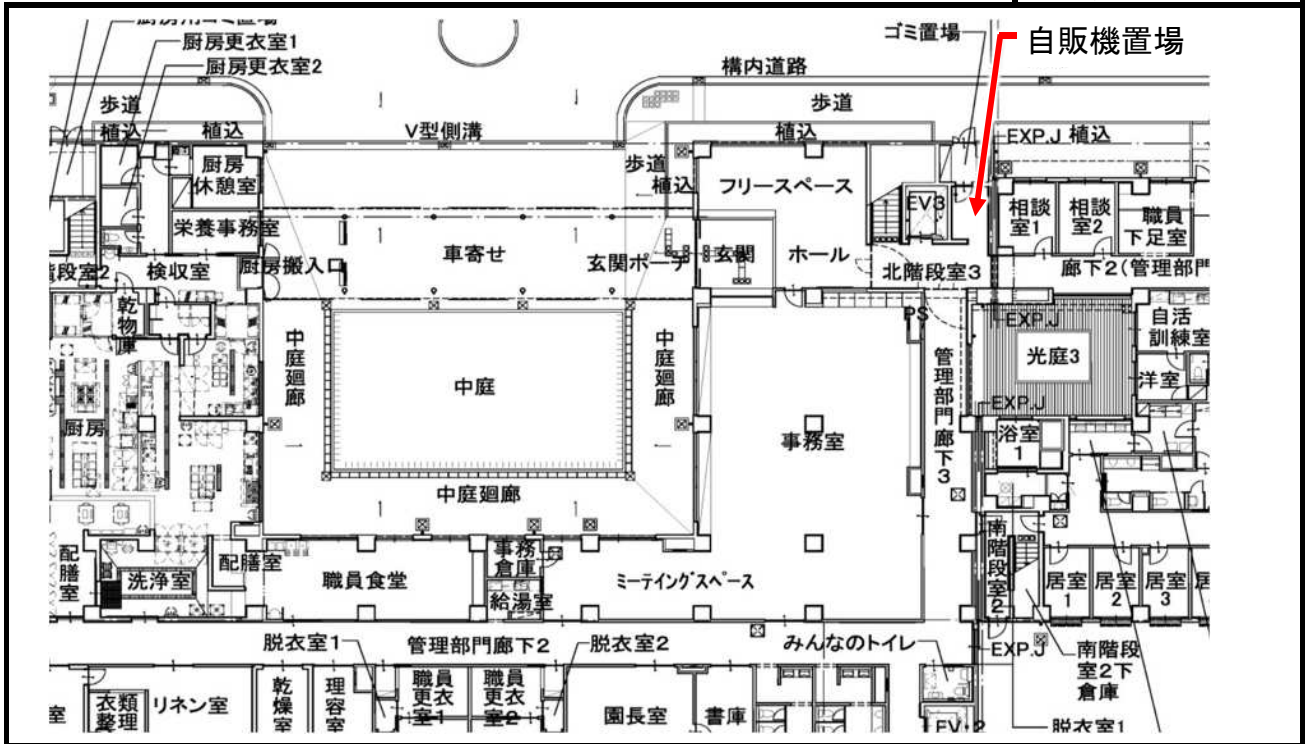 厨房更衣室1
厨房更衣室2
ゴミ置場
自販機置場
構内道路
歩道
歩道
植込
植込
V型側溝
植込
EXP.J
植込
厨房
休憩室
歩道
植込
フリースペース
EV3
相談
室1
相談
室2
職員
下足室
栄養事務室
車寄せ
玄関ポーチ
玄関
ホール
北階段室3
廊下2(管理部門
段室2
検収室
厨房搬入口
乾物庫
中庭廻廊
中庭
中庭廻廊
PS
EXP.J
光庭3
自活
訓練室
洋室
管理部門廊下3
EXP.J
厨房
事務室
浴室
1
中庭廻廊
配膳室
洗浄室
配膳室
職員食堂
事務
倉庫
給湯室
ミーティングスペース
南階段室2
居室
1
居室
2
居室
3
脱衣室1
管理部門廊下2
脱衣室2
みんなのトイレ
EXP.J
南階段
室2下
倉庫
衣類
整理
リネン室
乾燥室
理容室
職員
更衣
室1
職員
更衣
室2
園長室
書庫
EV・2
脱衣室1